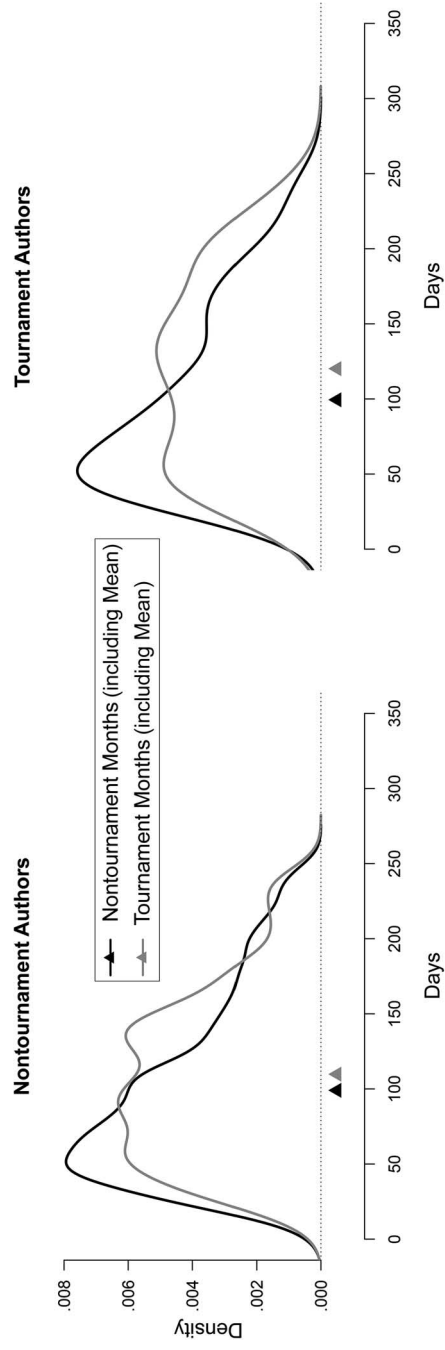 Nontournament Authors
Tournament Authors
Nontournament Months (including Mean)
Tournament Months (including Mean)
Density
.008
.006
.004
.002
.000
0 50 100 150 200 250 300 350
Days
0 50 100 150 200 250 300 350
Days